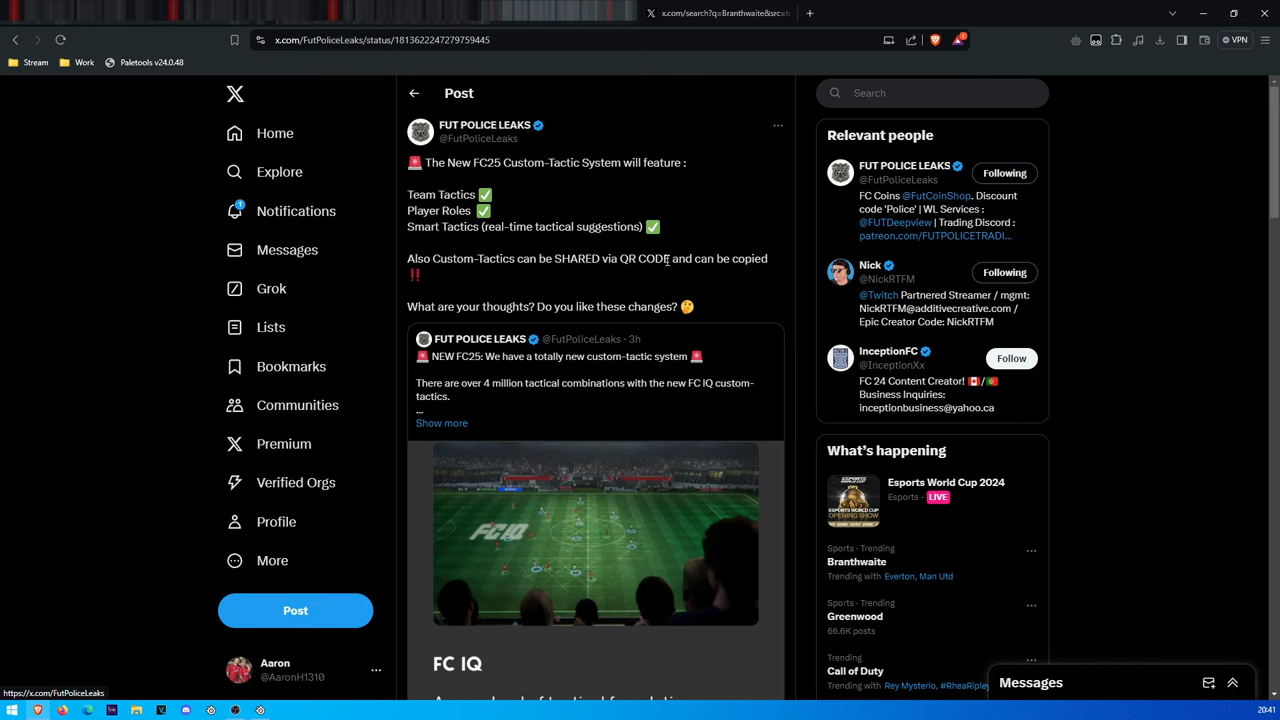 x.com/search?q=Branthwaite&src=t
x.com/FutPoliceLeaks/status/1813622247279759445
VPN
Stream
Work
Paletools v24.0.48
Home
Explore
1
Notifications
Messages
Grok
Lists
Bookmarks
Communities
Premium
Verified Orgs
Profile
More
Post
Aaron
@AaronH1310
https://x.com/FutPoliceLeaks
Post
FUT POLICE LEAKS
@FutPoliceLeaks
🚨 The New FC25 Custom-Tactic System will feature :
Team Tactics ✅
Player Roles ✅
Smart Tactics (real-time tactical suggestions) ✅
Also Custom-Tactics can be SHARED via QR CODE and can be copied
‼️
What are your thoughts? Do you like these changes? 🤔
FUT POLICE LEAKS @FutPoliceLeaks · 3h
🚨 NEW FC25: We have a totally new custom-tactic system 🚨
There are over 4 million tactical combinations with the new FC IQ custom-
tactics.
...
Show more
FC IQ
FC IQ
Search
Relevant people
FUT POLICE LEAKS
@FutPoliceLeaks
Following
FC Coins @FutCoinShop. Discount
code 'Police' | WL Services :
@FUTDeepview | Trading Discord :
patreon.com/FUTPOLICETRADI...
Nick
@NickRTFM
Following
@Twitch Partnered Streamer / mgmt:
NickRTFM@additivecreative.com /
Epic Creator Code: NickRTFM
InceptionFC
@InceptionXx
Follow
FC 24 Content Creator! 🇨🇦/🇵🇹
Business Inquiries:
inceptionbusiness@yahoo.ca
What's happening
Esports World Cup 2024
Esports · LIVE
Sports · Trending
Branthwaite
Trending with Everton, Man Utd
Sports · Trending
Greenwood
66.6K posts
Trending
Call of Duty
Trending with Rey Mysterio, #RheaRipley
Messages
20:41